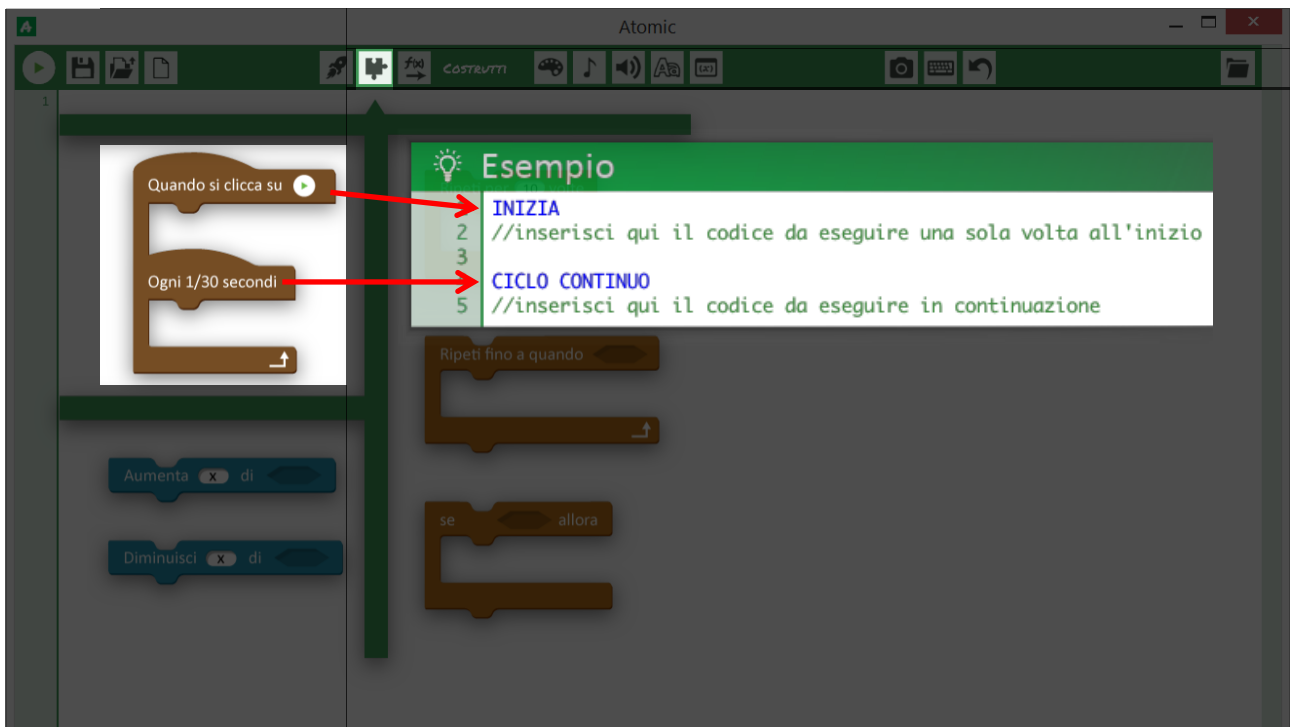 Atomic
f(x)
COSTRUTTI
(x)
1
Quando si clicca su
Ogni 1/30 secondi
Esempio
INIZIA
2 //inserisci qui il codice da eseguire una sola volta all'inizio
3
CICLO CONTINUO
5 //inserisci qui il codice da eseguire in continuazione
Ripeti fino a quando
Aumenta x di
se allora
Diminuisci x di